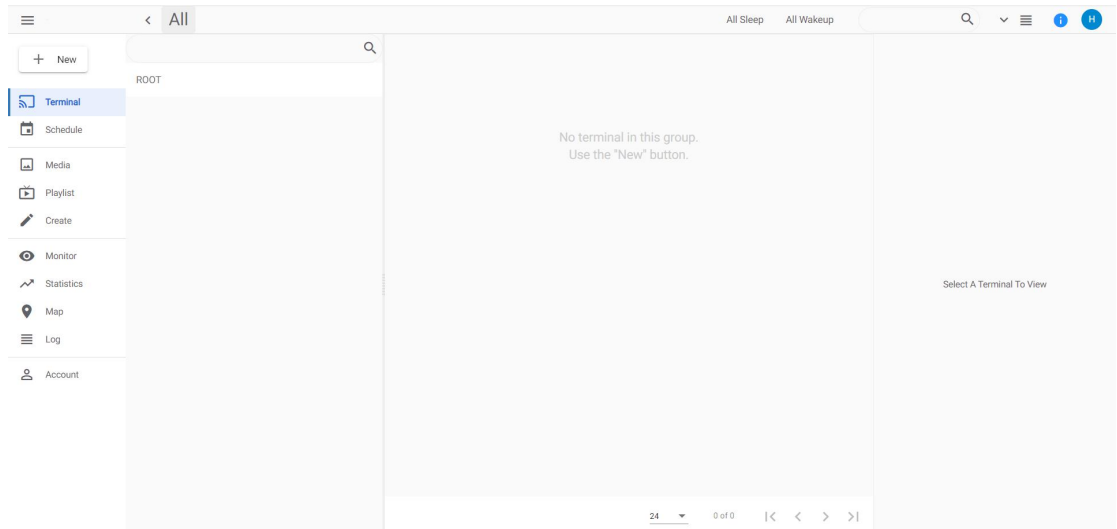 All
All Sleep
All Wakeup
H
New
ROOT
Terminal
Schedule
Media
Playlist
Create
Monitor
Statistics
Map
Log
Account
No terminal in this group.
Use the "New" button.
Select A Terminal To View
24
0 of 0